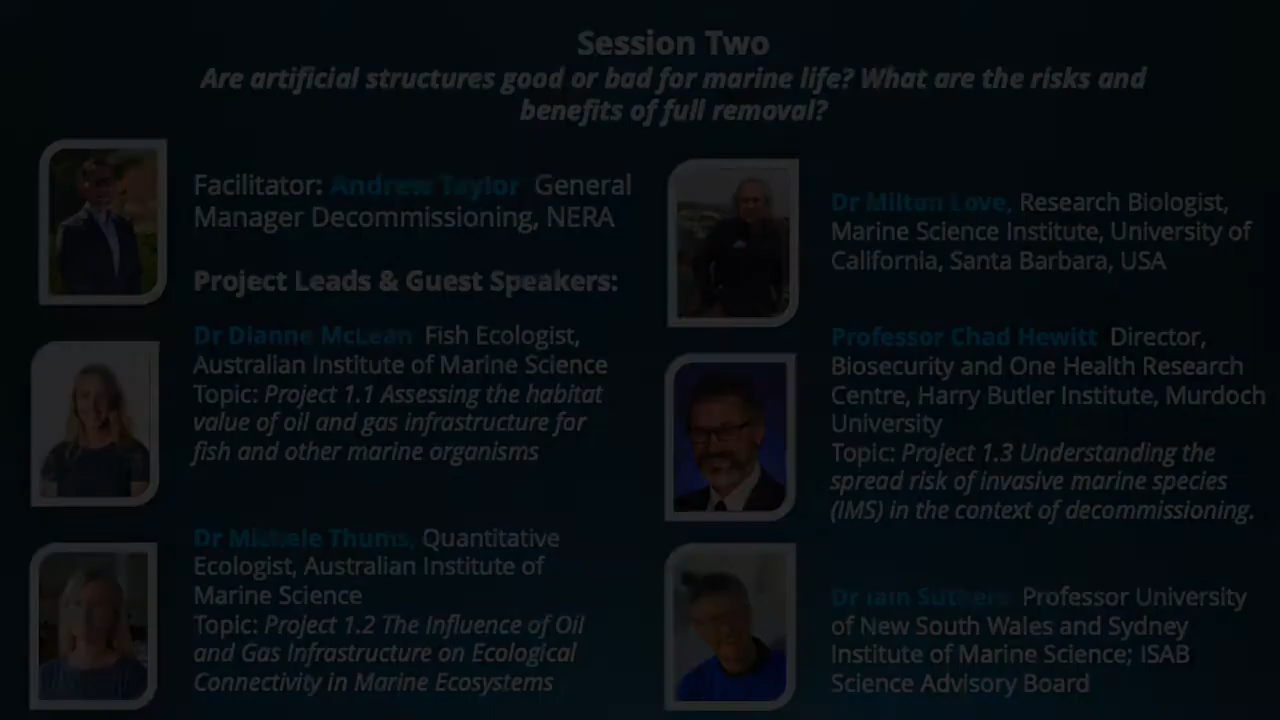 Session Two
Are artificial structures good or bad for marine life? What are the risks and
benefits of full removal?
Facilitator: Andrew Taylor General
Manager Decommissioning, NERA
Project Leads & Guest Speakers:
Dr Dianne McLean Fish Ecologist,
Australian Institute of Marine Science
Topic: Project 1.1 Assessing the habitat
value of oil and gas infrastructure for
fish and other marine organisms
Dr Michele Thums, Quantitative
Ecologist, Australian Institute of
Marine Science
Topic: Project 1.2 The Influence of Oil
and Gas Infrastructure on Ecological
Connectivity in Marine Ecosystems
Dr Milton Love, Research Biologist,
Marine Science Institute, University of
California, Santa Barbara, USA
Professor Chad Hewitt Director,
Biosecurity and One Health Research
Centre, Harry Butler Institute, Murdoch
University
Topic: Project 1.3 Understanding the
spread risk of invasive marine species
(IMS) in the context of decommissioning.
Dr Iain Suthers Professor University
of New South Wales and Sydney
Institute of Marine Science; ISAB
Science Advisory Board